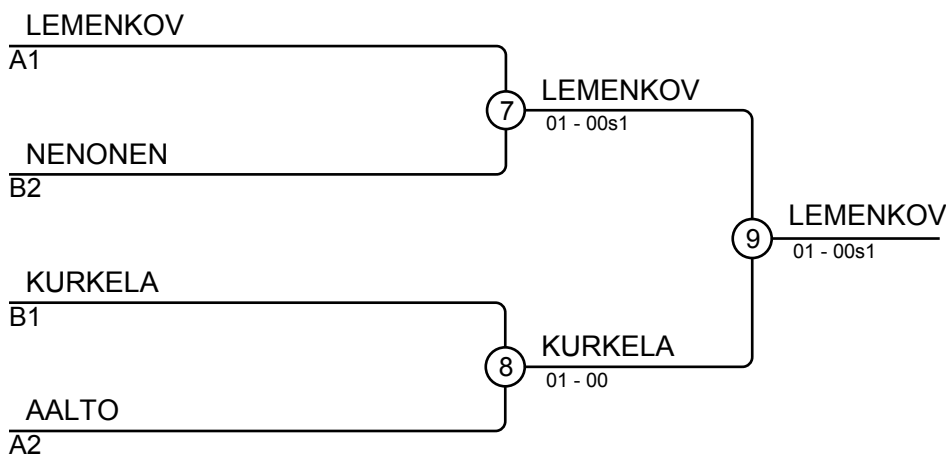 LEMENKOV
A1
7
LEMENKOV
01 - 00s1
NENONEN
B2
9
LEMENKOV
01 - 00s1
KURKELA
B1
8
KURKELA
01 - 00
AALTO
A2